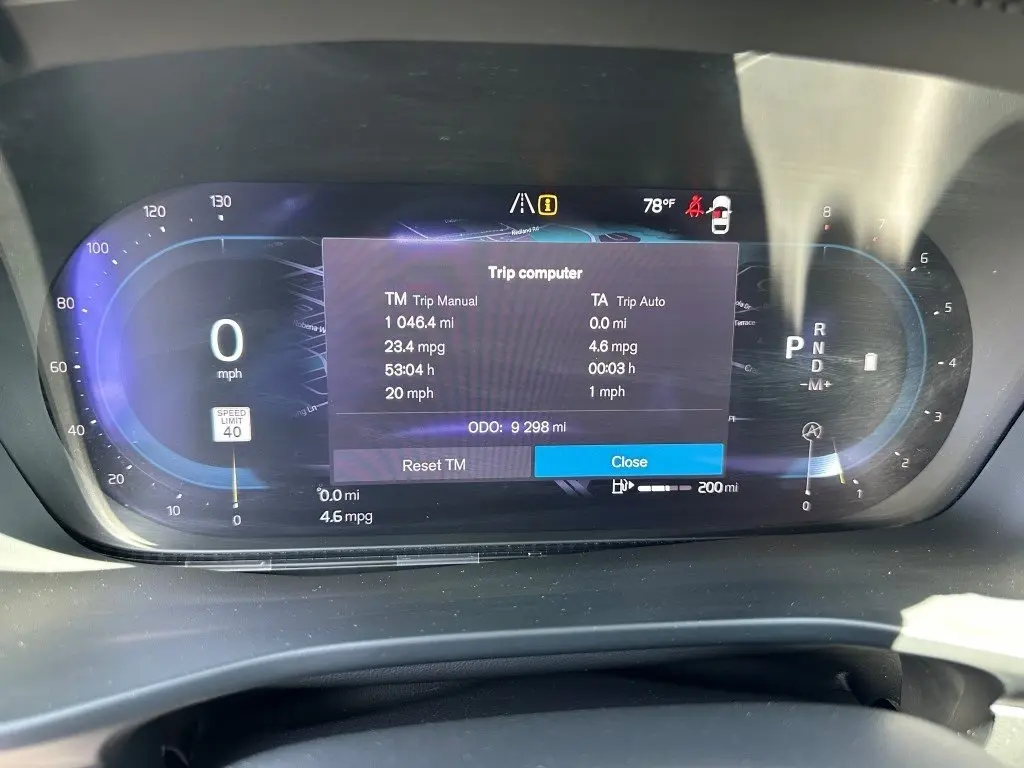 78°F
Redland Rd
130
120
100
80
60
40
20
10
0
0
mph
SPEED
LIMIT
40
Trip computer
TM Trip Manual
TA Trip Auto
1 046.4 mi
0.0 mi
23.4 mpg
4.6 mpg
53:04 h
00:03 h
20 mph
1 mph
ODO: 9 298 mi
Reset TM
Close
0.0 mi
4.6 mpg
200 mi
Terrace
P
R
N
D
-M+
A
8
7
6
5
4
3
2
1
0